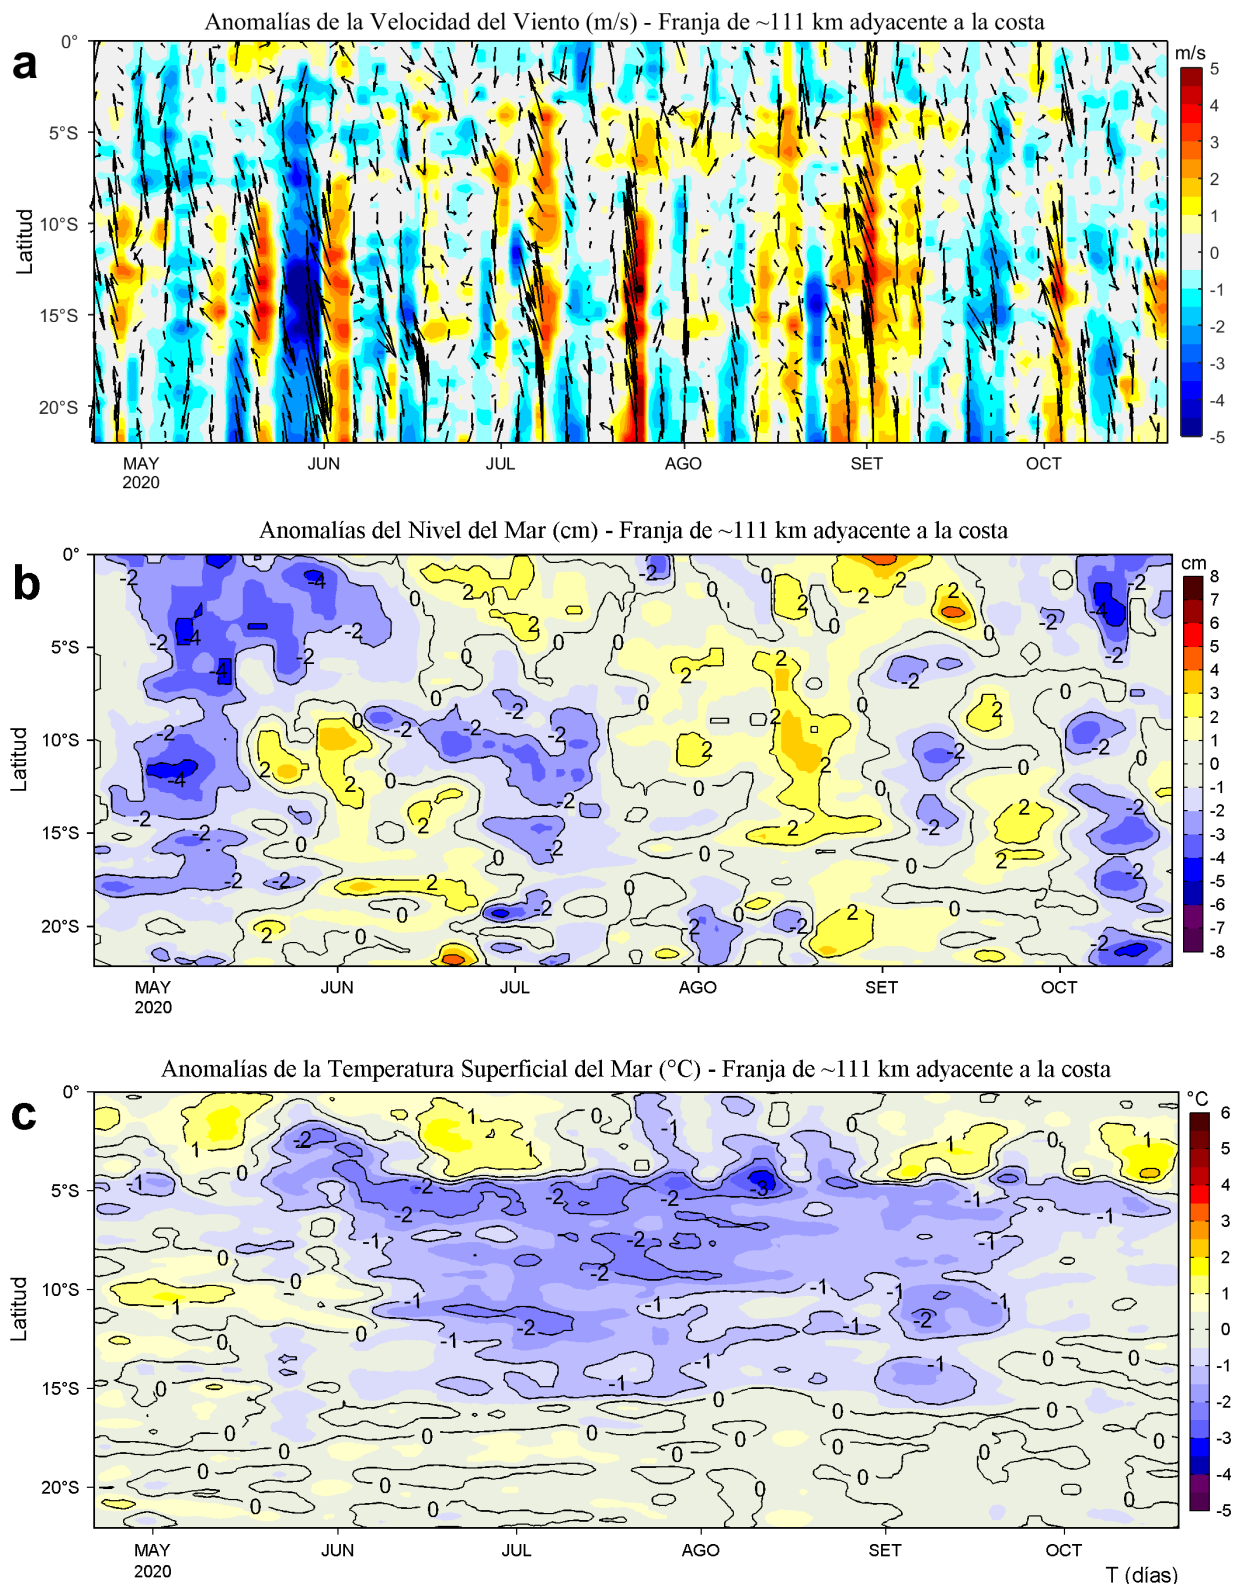 Anomalías de la Velocidad del Viento (m/s) - Franja de ~111 km adyacente a la costa
a
m/s
0°
5°S
10°S
15°S
20°S
Latitud
5
4
3
2
1
0
-1
-2
-3
-4
-5
MAY JUN JUL AGO SET OCT
2020
Anomalías del Nivel del Mar (cm) - Franja de ~111 km adyacente a la costa
b
cm
0°
5°S
10°S
15°S
20°S
Latitud
8
7
6
5
4
3
2
1
0
-1
-2
-3
-4
-5
-6
-7
-8
MAY JUN JUL AGO SET OCT
2020
Anomalías de la Temperatura Superficial del Mar (°C) - Franja de ~111 km adyacente a la costa
c
°C
0°
5°S
10°S
15°S
20°S
Latitud
6
5
4
3
2
1
0
-1
-2
-3
-4
-5
MAY JUN JUL AGO SET OCT
2020
T (días)